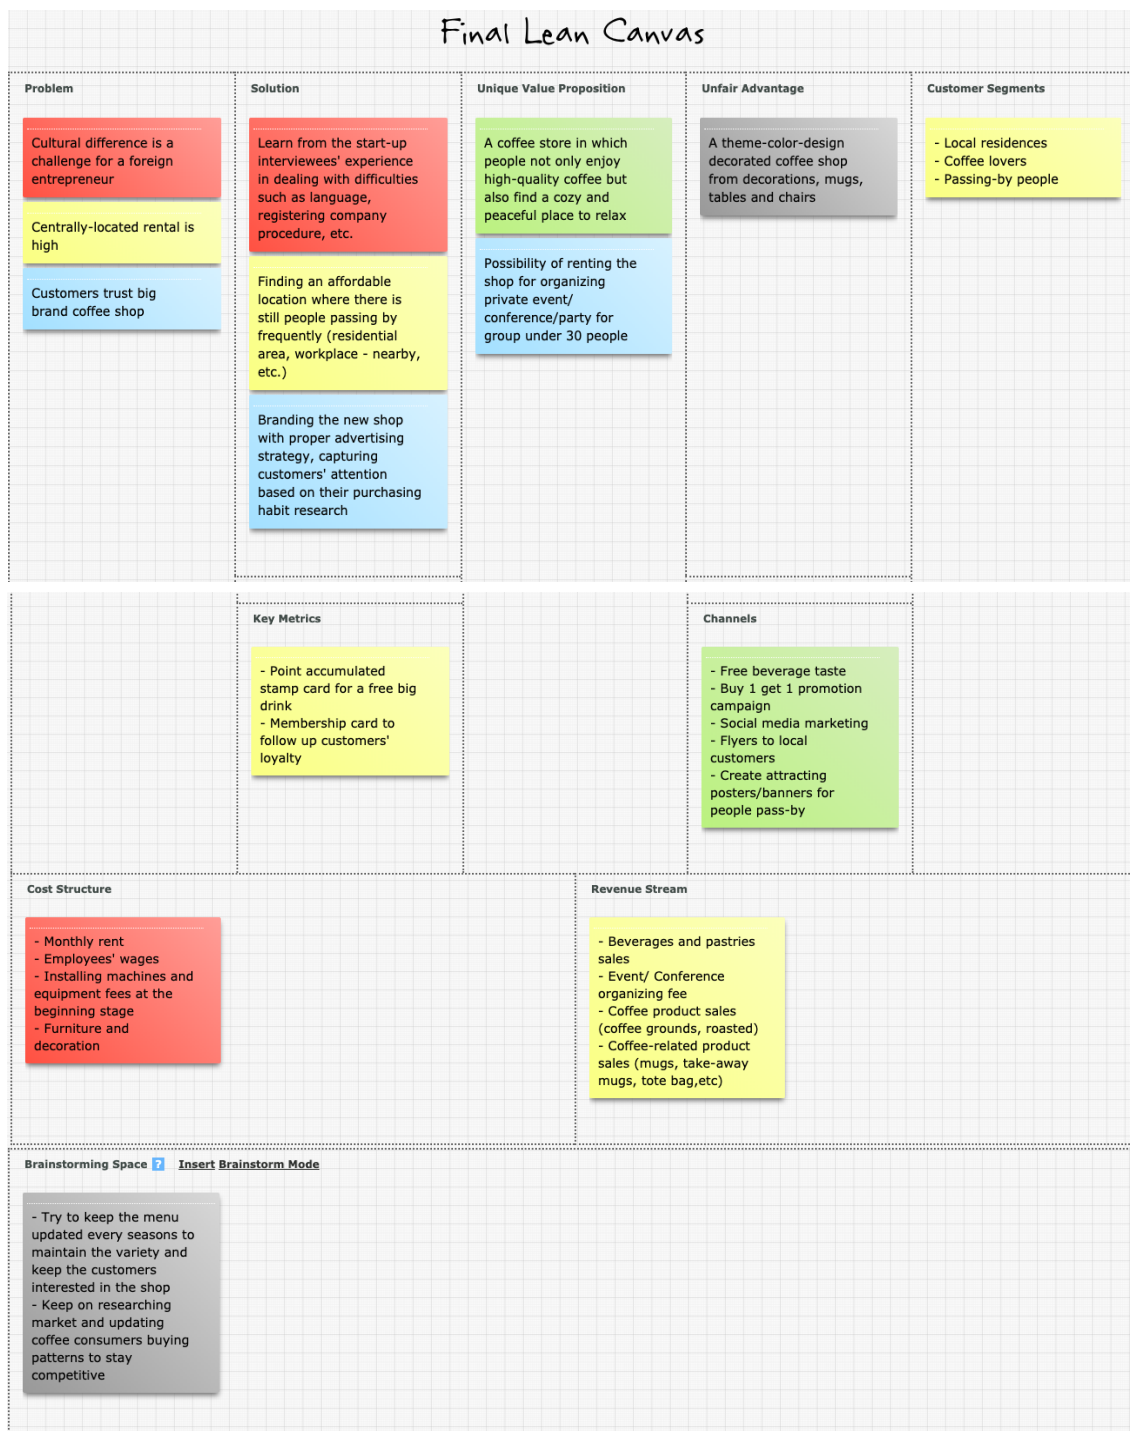 Final Lean Canvas
Problem
Cultural difference is a
challenge for a foreign
entrepreneur
Centrally-located rental is
high
Customers trust big
brand coffee shop
Solution
Learn from the start-up
interviewees' experience
in dealing with difficulties
such as language,
registering company
procedure, etc.
Finding an affordable
location where there is
still people passing by
frequently (residential
area, workplace - nearby,
etc.)
Branding the new shop
with proper advertising
strategy, capturing
customers' attention
based on their purchasing
habit research
Unique Value Proposition
A coffee store in which
people not only enjoy
high-quality coffee but
also find a cozy and
peaceful place to relax
Possibility of renting the
shop for organizing
private event/
conference/party for
group under 30 people
Unfair Advantage
A theme-color-design
decorated coffee shop
from decorations, mugs,
tables and chairs
Customer Segments
- Local residences
- Coffee lovers
- Passing-by people
Key Metrics
- Point accumulated
stamp card for a free big
drink
- Membership card to
follow up customers'
loyalty
Channels
- Free beverage taste
- Buy 1 get 1 promotion
campaign
- Social media marketing
- Flyers to local
customers
- Create attracting
posters/banners for
people pass-by
Cost Structure
- Monthly rent
- Employees' wages
- Installing machines and
equipment fees at the
beginning stage
- Furniture and
decoration
Revenue Stream
- Beverages and pastries
sales
- Event/ Conference
organizing fee
- Coffee product sales
(coffee grounds, roasted)
- Coffee-related product
sales (mugs, take-away
mugs, tote bag,etc)
Brainstorming Space ? Insert Brainstorm Mode
- Try to keep the menu
updated every seasons to
maintain the variety and
keep the customers
interested in the shop
- Keep on researching
market and updating
coffee consumers buying
patterns to stay
competitive